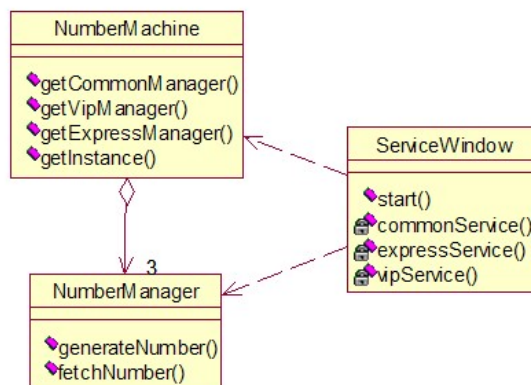 NumberMachine
getCommonManager()
getVipManager()
getExpressManager()
getInstance()
ServiceWindow
start()
commonService()
expressService()
vipService()
3
NumberManager
generateNumber()
fetchNumber()